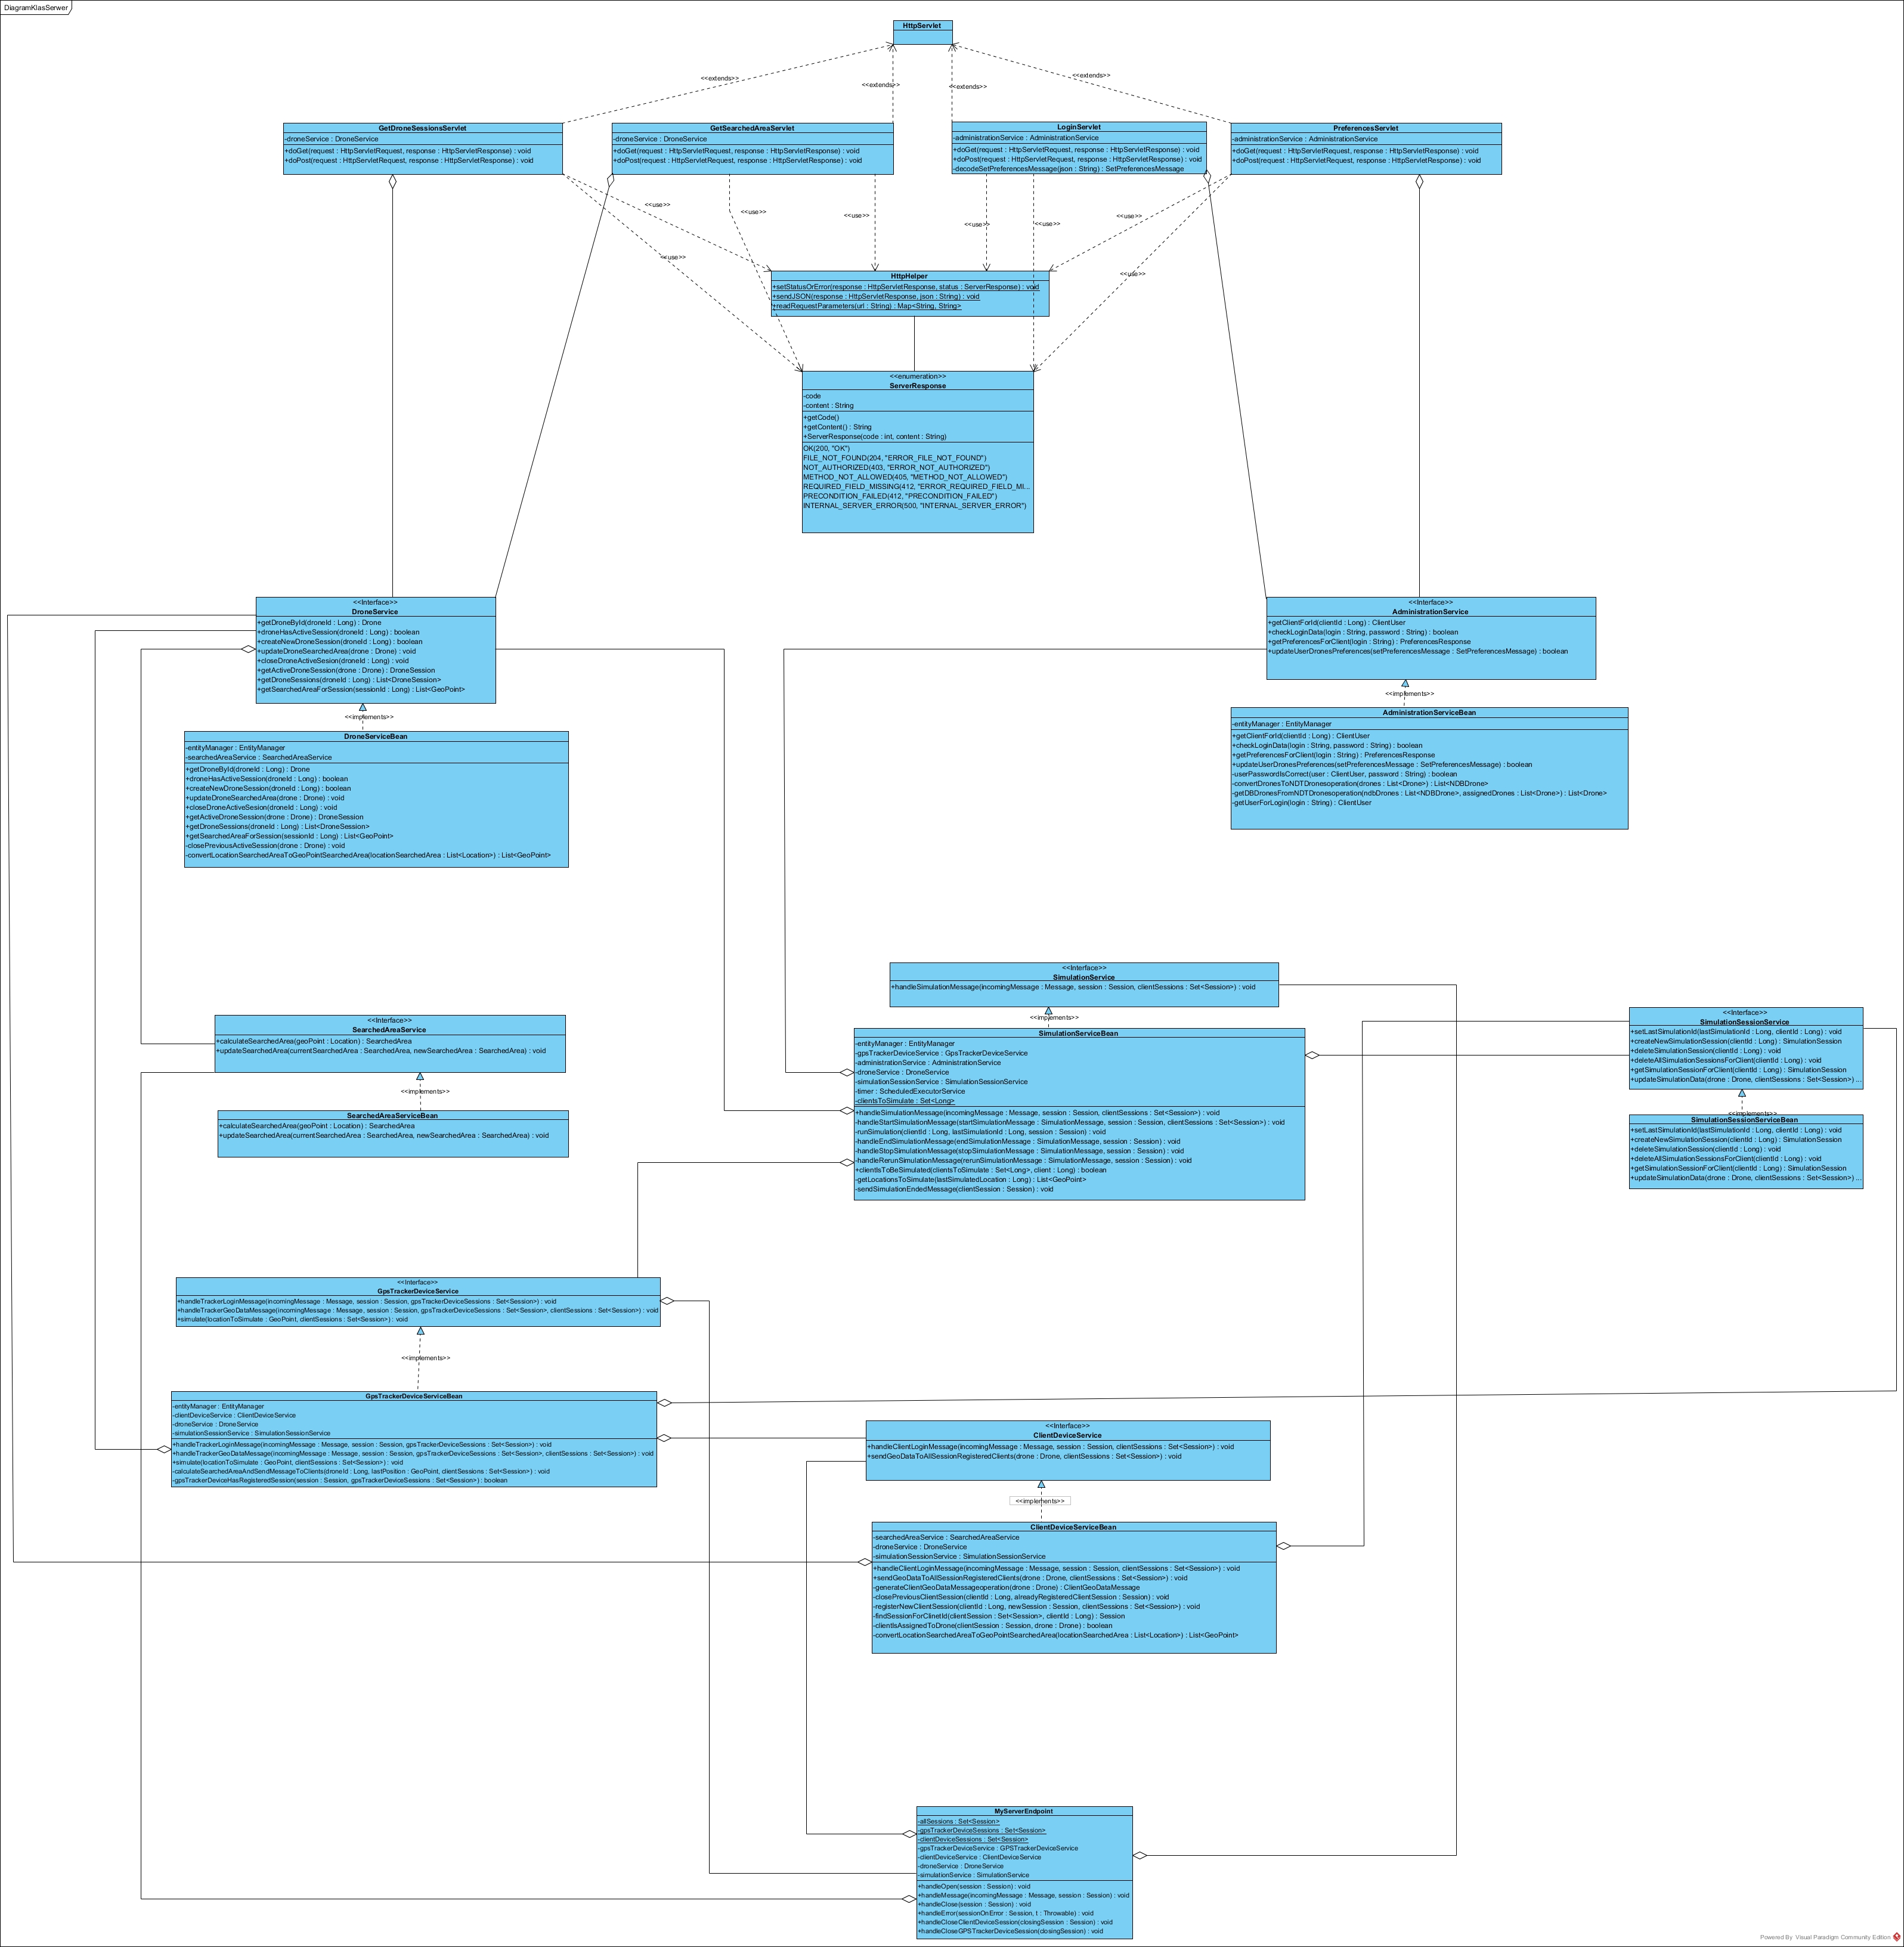 DiagramKlasSerwer
HttpServlet
<<extends>>
<<extends>>
<<extends>>
<<extends>>
GetDroneSessionsServlet
-droneService : DroneService
+doGet(request : HttpServletRequest, response : HttpServletResponse) : void
+doPost(request : HttpServletRequest, response : HttpServletResponse) : void
GetSearchedAreaServlet
-droneService : DroneService
+doGet(request : HttpServletRequest, response : HttpServletResponse) : void
+doPost(request : HttpServletRequest, response : HttpServletResponse) : void
LoginServlet
-administrationService : AdministrationService
+doGet(request : HttpServletRequest, response : HttpServletResponse) : void
+doPost(request : HttpServletRequest, response : HttpServletResponse) : void
-decodeSetPreferencesMessage(json : String) : SetPreferencesMessage
PreferencesServlet
-administrationService : AdministrationService
+doGet(request : HttpServletRequest, response : HttpServletResponse) : void
+doPost(request : HttpServletRequest, response : HttpServletResponse) : void
<<use>>
<<use>>
<<use>>
<<use>>
<<use>>
<<use>>
<<use>>
<<use>>
HttpHelper
+setStatusOrError(response : HttpServletResponse, status : ServerResponse) : void
+sendJSON(response : HttpServletResponse, json : String) : void
+readRequestParameters(url : String) : Map<String, String>
<<enumeration>>
ServerResponse
-code
-content : String
+getCode()
+getContent() : String
+ServerResponse(code : int, content : String)
OK(200, "OK")
FILE_NOT_FOUND(204, "ERROR_FILE_NOT_FOUND")
NOT_AUTHORIZED(403, "ERROR_NOT_AUTHORIZED")
METHOD_NOT_ALLOWED(405, "METHOD_NOT_ALLOWED")
REQUIRED_FIELD_MISSING(412, "ERROR_REQUIRED_FIELD_MI...
PRECONDITION_FAILED(412, "PRECONDITION_FAILED")
INTERNAL_SERVER_ERROR(500, "INTERNAL_SERVER_ERROR")
<<Interface>>
DroneService
+getDroneById(droneId : Long) : Drone
+droneHasActiveSession(droneId : Long) : boolean
+createNewDroneSession(droneId : Long) : boolean
+updateDroneSearchedArea(drone : Drone) : void
+closeDroneActiveSesion(droneId : Long) : void
+getActiveDroneSession(drone : Drone) : DroneSession
+getDroneSessions(droneId : Long) : List<DroneSession>
+getSearchedAreaForSession(sessionId : Long) : List<GeoPoint>
<<implements>>
DroneServiceBean
-entityManager : EntityManager
-searchedAreaService : SearchedAreaService
+getDroneById(droneId : Long) : Drone
+droneHasActiveSession(droneId : Long) : boolean
+createNewDroneSession(droneId : Long) : boolean
+updateDroneSearchedArea(drone : Drone) : void
+closeDroneActiveSesion(droneId : Long) : void
+getActiveDroneSession(drone : Drone) : DroneSession
+getDroneSessions(droneId : Long) : List<DroneSession>
+getSearchedAreaForSession(sessionId : Long) : List<GeoPoint>
-closePreviousActiveSession(drone : Drone) : void
-convertLocationSearchedAreaToGeoPointSearchedArea(locationSearchedArea : List<Location>) : List<GeoPoint>
<<Interface>>
AdministrationService
+getClientForId(clientId : Long) : ClientUser
+checkLoginData(login : String, password : String) : boolean
+getPreferencesForClient(login : String) : PreferencesResponse
+updateUserDronesPreferences(setPreferencesMessage : SetPreferencesMessage) : boolean
<<implements>>
AdministrationServiceBean
-entityManager : EntityManager
+getClientForId(clientId : Long) : ClientUser
+checkLoginData(login : String, password : String) : boolean
+getPreferencesForClient(login : String) : PreferencesResponse
+updateUserDronesPreferences(setPreferencesMessage : SetPreferencesMessage) : boolean
-userPasswordIsCorrect(user : ClientUser, password : String) : boolean
-convertDronesToNDTDronesoperation(drones : List<Drone>) : List<NDBDrone>
-getDBDronesFromNDTDronesoperation(ndbDrones : List<NDBDrone>, assignedDrones : List<Drone>) : List<Drone>
-getUserForLogin(login : String) : ClientUser
<<Interface>>
SimulationService
+handleSimulationMessage(incomingMessage : Message, session : Session, clientSessions : Set<Session>) : void
<<implements>>
SimulationServiceBean
-entityManager : EntityManager
-gpsTrackerDeviceService : GpsTrackerDeviceService
-administrationService : AdministrationService
-droneService : DroneService
-simulationSessionService : SimulationSessionService
-timer : ScheduledExecutorService
-clientsToSimulate : Set<Long>
+handleSimulationMessage(incomingMessage : Message, session : Session, clientSessions : Set<Session>) : void
-handleStartSimulationMessage(startSimulationMessage : SimulationMessage, session : Session, clientSessions : Set<Session>) : void
-runSimulation(clientId : Long, lastSimulationId : Long, session : Session) : void
-handleEndSimulationMessage(endSimulationMessage : SimulationMessage, session : Session) : void
-handleStopSimulationMessage(stopSimulationMessage : SimulationMessage, session : Session) : void
-handleRerunSimulationMessage(rerunSimulationMessage : SimulationMessage, session : Session) : void
+clientIsToBeSimulated(clientsToSimulate : Set<Long>, client : Long) : boolean
-getLocationsToSimulate(lastSimulatedLocation : Long) : List<GeoPoint>
-sendSimulationEndedMessage(clientSession : Session) : void
<<Interface>>
SimulationSessionService
+setLastSimulationId(lastSimulationId : Long, clientId : Long) : void
+createNewSimulationSession(clientId : Long) : SimulationSession
+deleteSimulationSession(clientId : Long) : void
+deleteAllSimulationSessionsForClient(clientId : Long) : void
+getSimulationSessionForClient(clientId : Long) : SimulationSession
+updateSimulationData(drone : Drone, clientSessions : Set<Session>) ...
<<implements>>
SimulationSessionServiceBean
+setLastSimulationId(lastSimulationId : Long, clientId : Long) : void
+createNewSimulationSession(clientId : Long) : SimulationSession
+deleteSimulationSession(clientId : Long) : void
+deleteAllSimulationSessionsForClient(clientId : Long) : void
+getSimulationSessionForClient(clientId : Long) : SimulationSession
+updateSimulationData(drone : Drone, clientSessions : Set<Session>) ...
<<Interface>>
SearchedAreaService
+calculateSearchedArea(geoPoint : Location) : SearchedArea
+updateSearchedArea(currentSearchedArea : SearchedArea, newSearchedArea : SearchedArea) : void
<<implements>>
SearchedAreaServiceBean
+calculateSearchedArea(geoPoint : Location) : SearchedArea
+updateSearchedArea(currentSearchedArea : SearchedArea, newSearchedArea : SearchedArea) : void
<<Interface>>
GpsTrackerDeviceService
+handleTrackerLoginMessage(incomingMessage : Message, session : Session, gpsTrackerDeviceSessions : Set<Session>) : void
+handleTrackerGeoDataMessage(incomingMessage : Message, session : Session, gpsTrackerDeviceSessions : Set<Session>, clientSessions : Set<Session>) : void
+simulate(locationToSimulate : GeoPoint, clientSessions : Set<Session>) : void
<<implements>>
GpsTrackerDeviceServiceBean
-entityManager : EntityManager
-clientDeviceService : ClientDeviceService
-droneService : DroneService
-simulationSessionService : SimulationSessionService
+handleTrackerLoginMessage(incomingMessage : Message, session : Session, gpsTrackerDeviceSessions : Set<Session>) : void
+handleTrackerGeoDataMessage(incomingMessage : Message, session : Session, gpsTrackerDeviceSessions : Set<Session>, clientSessions : Set<Session>) : void
+simulate(locationToSimulate : GeoPoint, clientSessions : Set<Session>) : void
-calculateSearchedAreaAndSendMessageToClients(droneId : Long, lastPosition : GeoPoint, clientSessions : Set<Session>) : void
-gpsTrackerDeviceHasRegisteredSession(session : Session, gpsTrackerDeviceSessions : Set<Session>) : boolean
<<Interface>>
ClientDeviceService
+handleClientLoginMessage(incomingMessage : Message, session : Session, clientSessions : Set<Session>) : void
+sendGeoDataToAllSessionRegisteredClients(drone : Drone, clientSessions : Set<Session>) : void
<<implements>>
ClientDeviceServiceBean
-searchedAreaService : SearchedAreaService
-droneService : DroneService
-simulationSessionService : SimulationSessionService
+handleClientLoginMessage(incomingMessage : Message, session : Session, clientSessions : Set<Session>) : void
+sendGeoDataToAllSessionRegisteredClients(drone : Drone, clientSessions : Set<Session>) : void
-generateClientGeoDataMessageoperation(drone : Drone) : ClientGeoDataMessage
-closePreviousClientSession(clientId : Long, alreadyRegisteredClientSession : Session) : void
-registerNewClientSession(clientId : Long, newSession : Session, clientSessions : Set<Session>) : void
-findSessionForClinetId(clientSession : Set<Session>, clientId : Long) : Session
-clientIsAssignedToDrone(clientSession : Session, drone : Drone) : boolean
-convertLocationSearchedAreaToGeoPointSearchedArea(locationSearchedArea : List<Location>) : List<GeoPoint>
MyServerEndpoint
-allSessions : Set<Session>
-gpsTrackerDeviceSessions : Set<Session>
-clientDeviceSessions : Set<Session>
-gpsTrackerDeviceService : GPSTrackerDeviceService
-clientDeviceService : ClientDeviceService
-droneService : DroneService
-simulationService : SimulationService
+handleOpen(session : Session) : void
+handleMessage(incomingMessage : Message, session : Session) : void
+handleClose(session : Session) : void
+handleError(sessionOnError : Session, t : Throwable) : void
+handleCloseClientDeviceSession(closingSession : Session) : void
+handleCloseGPSTrackerDeviceSession(closingSession : Session) : void
Powered By Visual Paradigm Community Edition